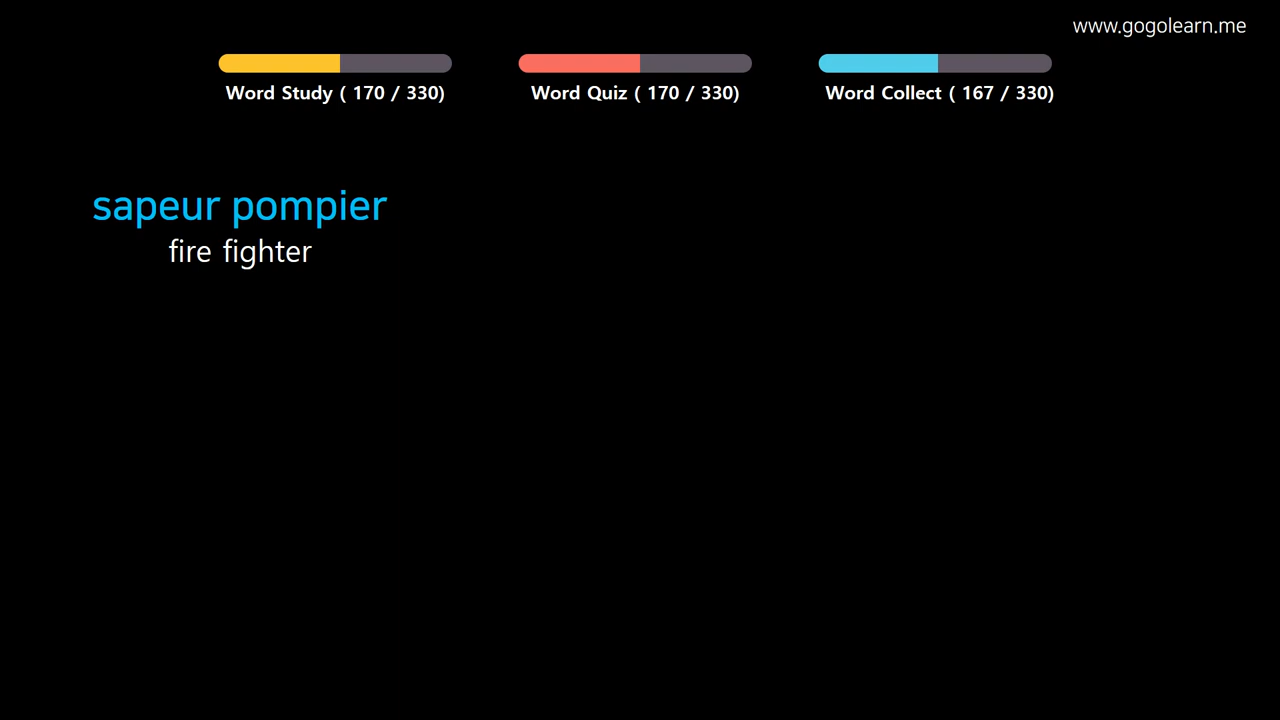 www.gogolearn.me
Word Study ( 170 / 330)
Word Quiz ( 170 / 330)
Word Collect ( 167 / 330)
sapeur pompier
fire fighter